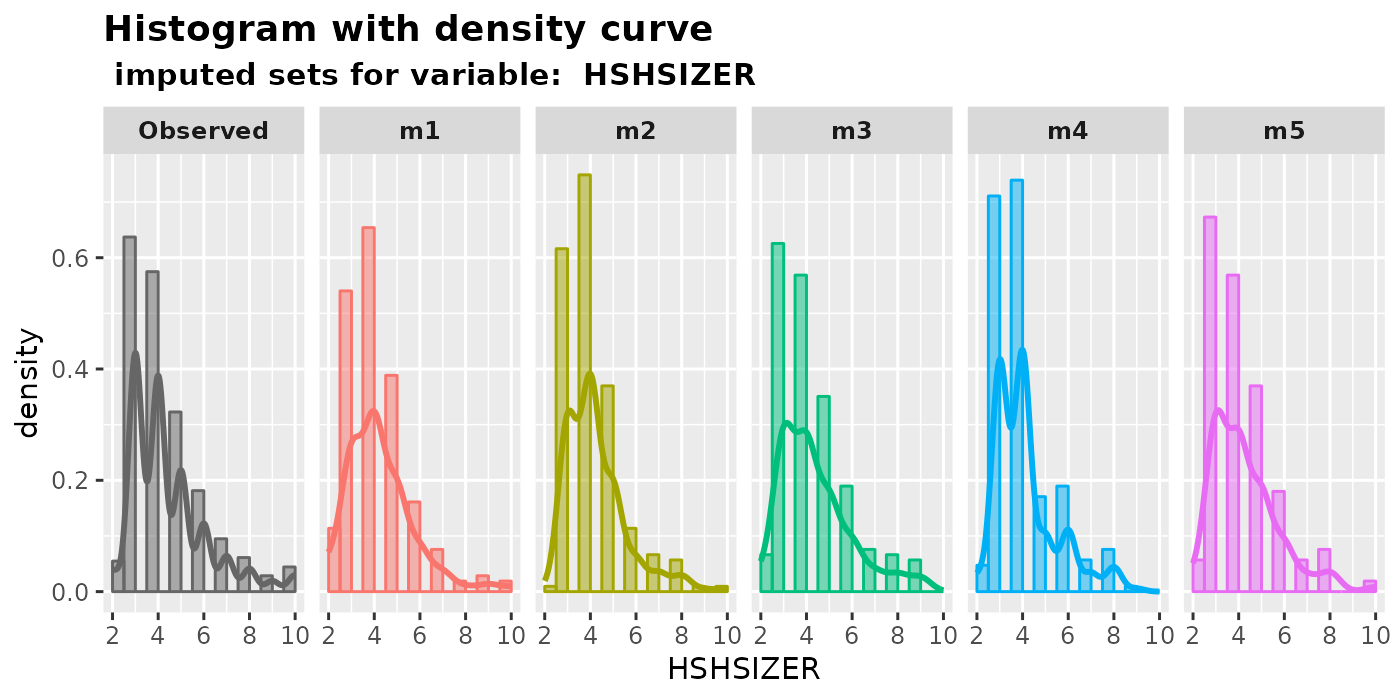 Histogram with density curve
imputed sets for variable:  HSHSIZER
Observed m1 m2 m3 m4 m5
density
0.6
0.4
0.2
0.0
2 4 6 8 10 2 4 6 8 10 2 4 6 8 10 2 4 6 8 10 2 4 6 8 10 2 4 6 8 10
HSHSIZER